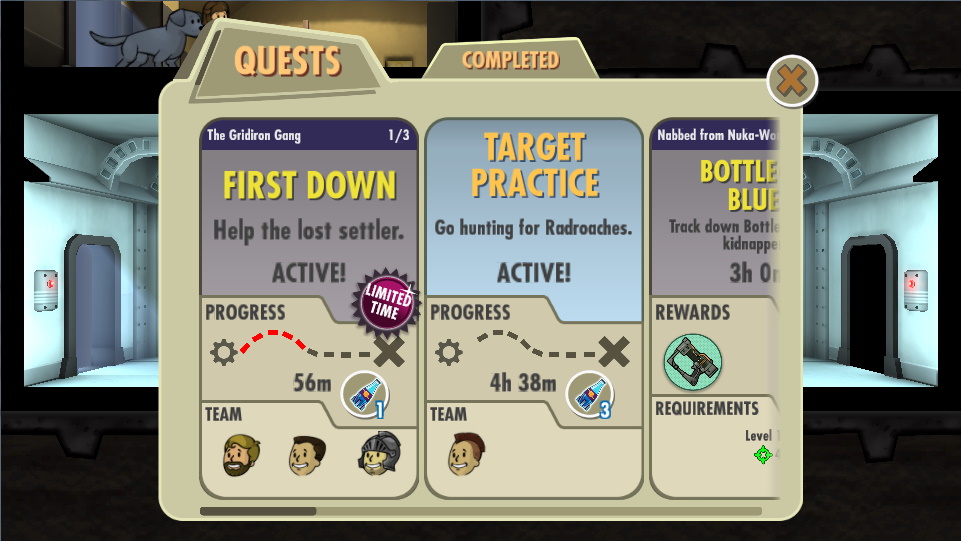 QUESTS
COMPLETED
The Gridiron Gang 1/3
FIRST DOWN
Help the lost settler.
ACTIVE!
LIMITED
TIME
PROGRESS
56m
1
TEAM
TARGET
PRACTICE
Go hunting for Radroaches.
ACTIVE!
PROGRESS
4h 38m
3
TEAM
Nabbed from Nuka-Wo
BOTTLE
BLUE
Track down Bottle
kidnappe
3h 0
REWARDS
REQUIREMENTS
Level 1
4